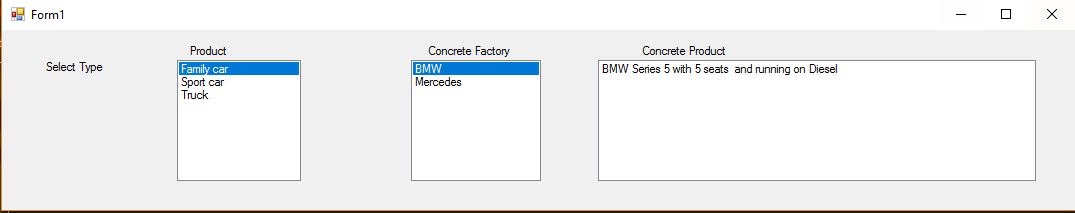 Form1
Product
Concrete Factory
Concrete Product
Select Type
Family car
Sport car
Truck
BMW
Mercedes
BMW Series 5 with 5 seats  and running on Diesel